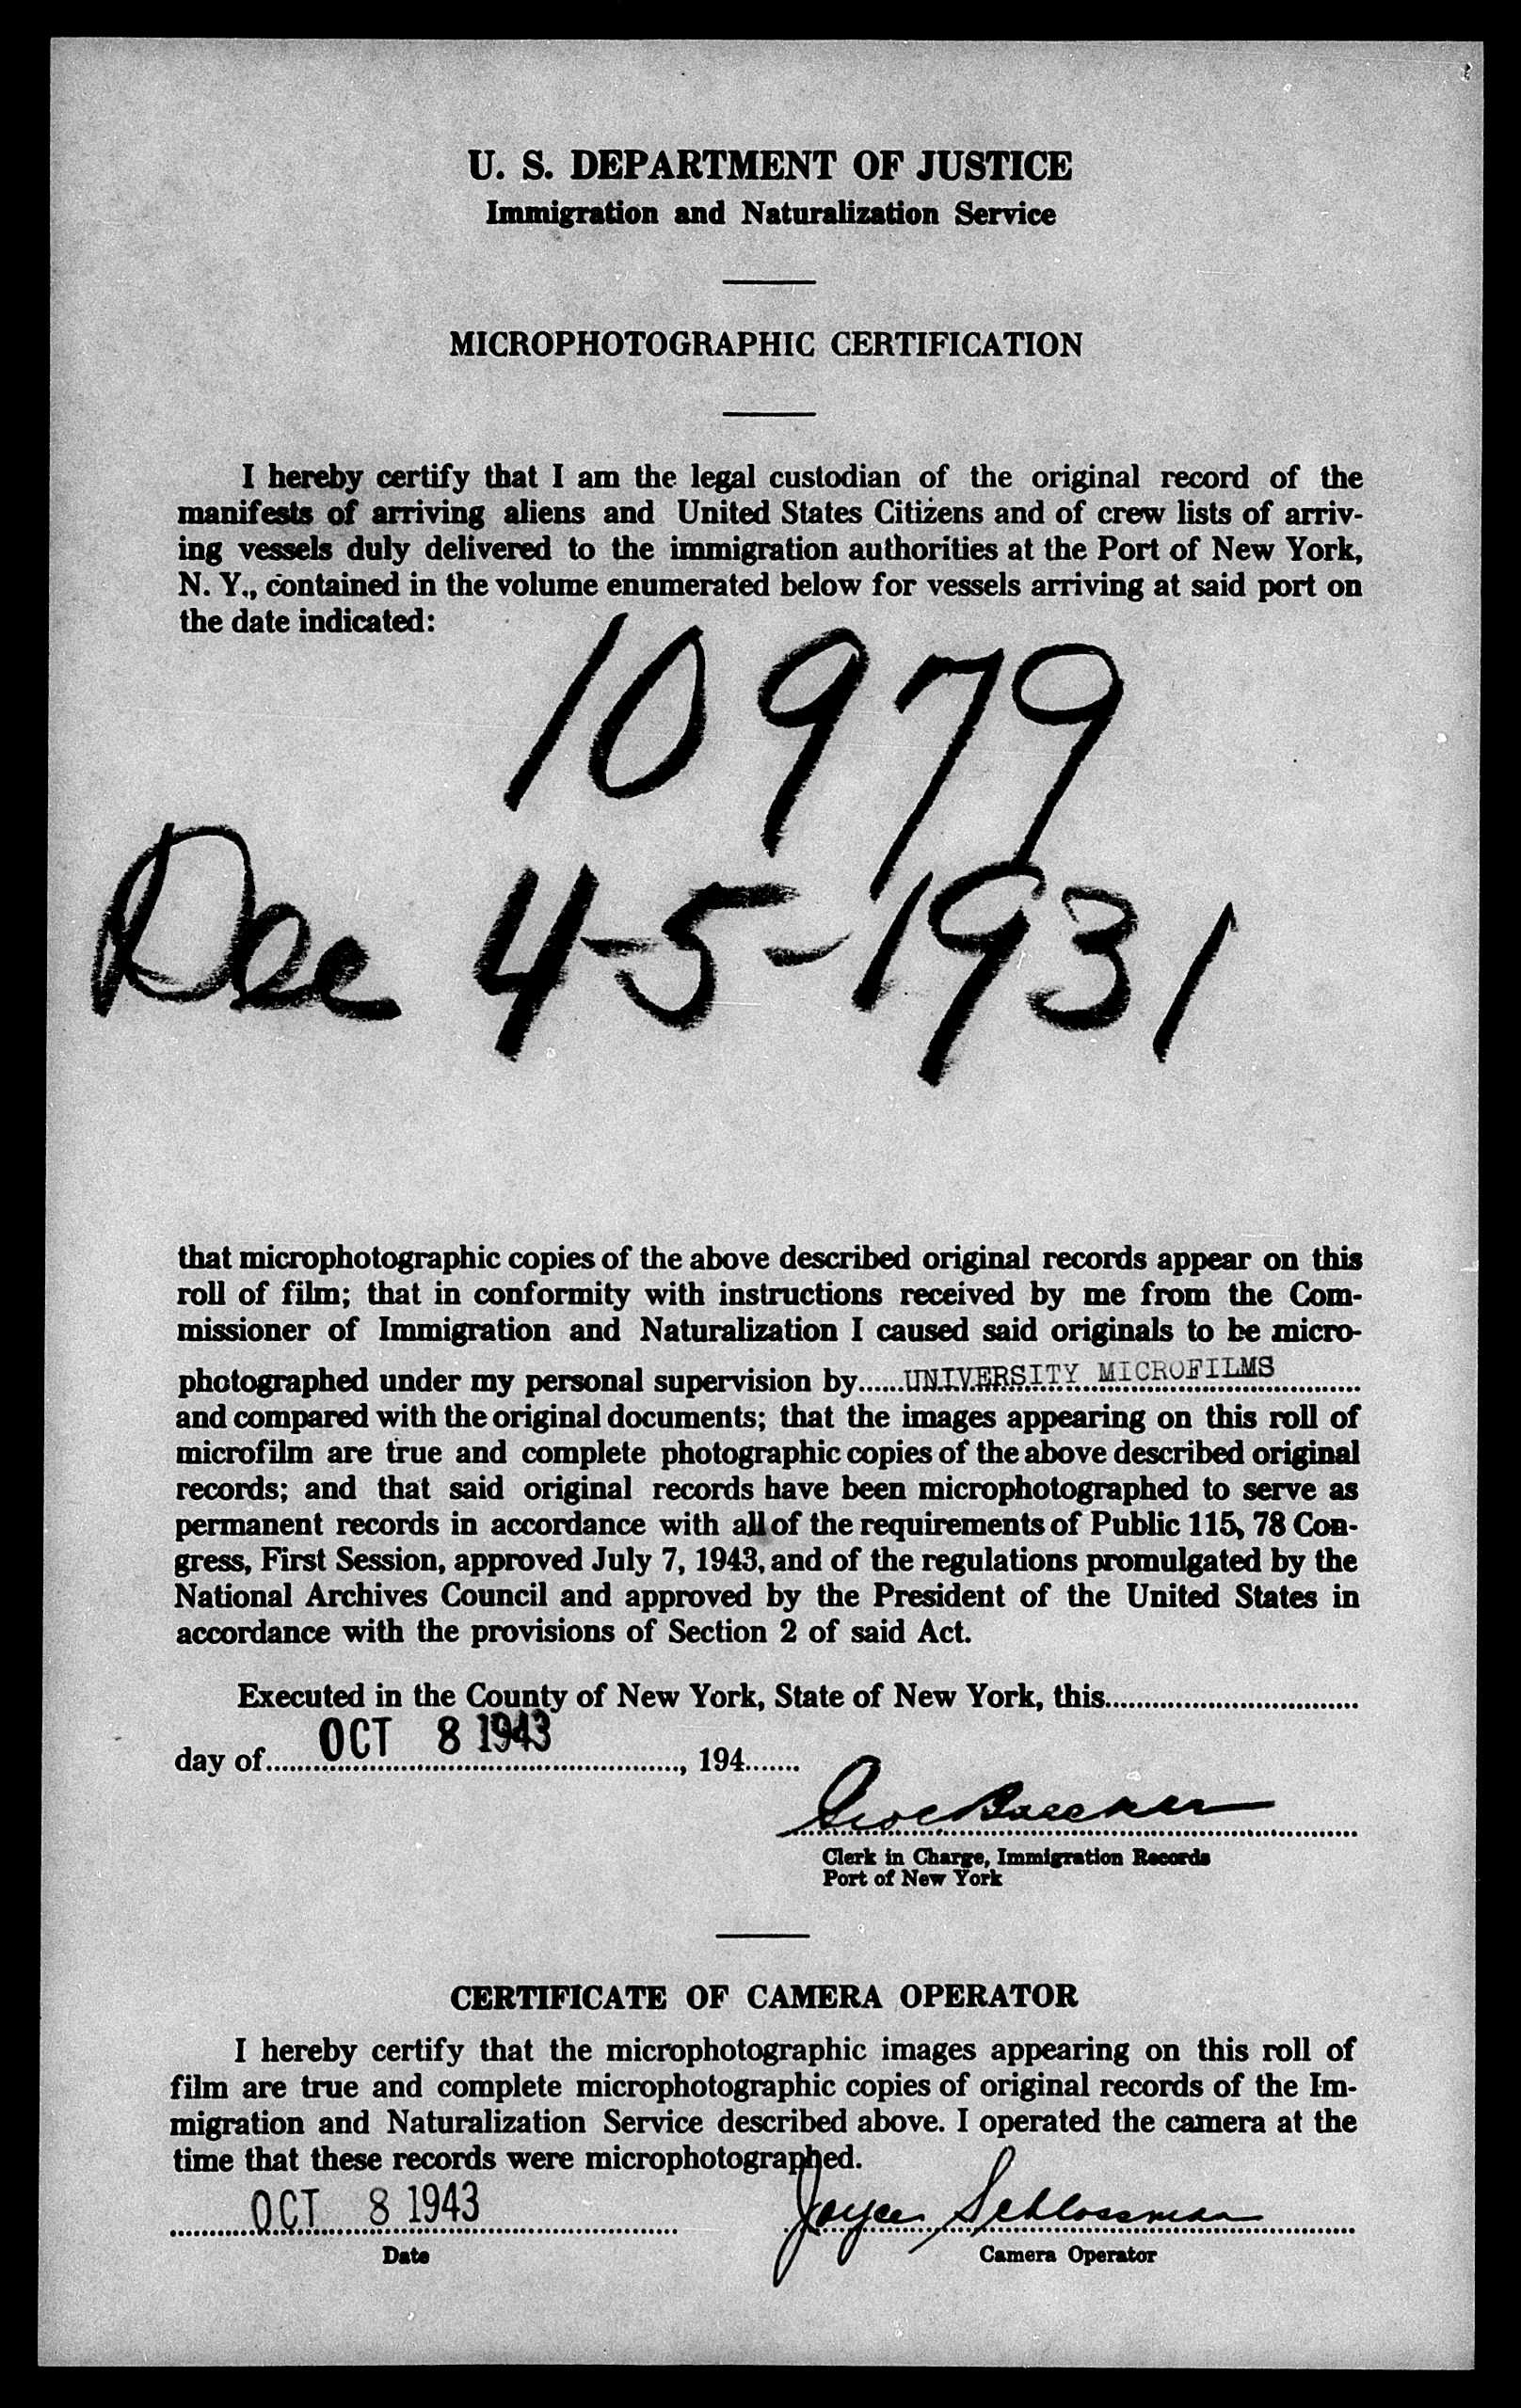 U. S. DEPARTMENT OF JUSTICE
Immigration and Naturalization Service
MICROPHOTOGRAPHIC CERTIFICATION
I hereby certify that I am the legal custodian of the original record of the
manifests of arriving aliens and United States Citizens and of crew lists of arriv-
ing vessels duly delivered to the immigration authorities at the Port of New York,
N. Y., contained in the volume enumerated below for vessels arriving at said port on
the date indicated:
10979
Dec 4-5-1931
that microphotographic copies of the above described original records appear on this
roll of film; that in conformity with instructions received by me from the Com-
missioner of Immigration and Naturalization I caused said originals to be micro-
photographed under my personal supervision by......UNIVERSITY MICROFILMS
and compared with the original documents; that the images appearing on this roll of
microfilm are true and complete photographic copies of the above described original
records; and that said original records have been microphotographed to serve as
permanent records in accordance with all of the requirements of Public 115, 78 Con-
gress, First Session, approved July 7, 1943, and of the regulations promulgated by the
National Archives Council and approved by the President of the United States in
accordance with the provisions of Section 2 of said Act.
Executed in the County of New York, State of New York, this
day of OCT 8 1943, 194
Clerk in Charge, Immigration Records
Port of New York
CERTIFICATE OF CAMERA OPERATOR
I hereby certify that the microphotographic images appearing on this roll of
film are true and complete microphotographic copies of original records of the Im-
migration and Naturalization Service described above. I operated the camera at the
time that these records were microphotographed.
OCT 8 1943 Joyce Schlossman
Date Camera Operator